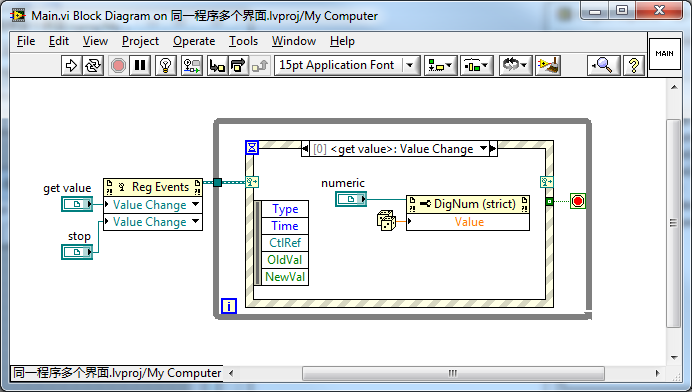 Main.vi Block Diagram on 同一程序多个界面.lvproj/My Computer
File Edit View Project Operate Tools Window Help
15pt Application Font
MAIN
[0] <get value>: Value Change
get value
Reg Events
Value Change
Value Change
stop
numeric
DigNum (strict)
Value
Type
Time
CtlRef
OldVal
NewVal
i
同一程序多个界面.lvproj/My Computer